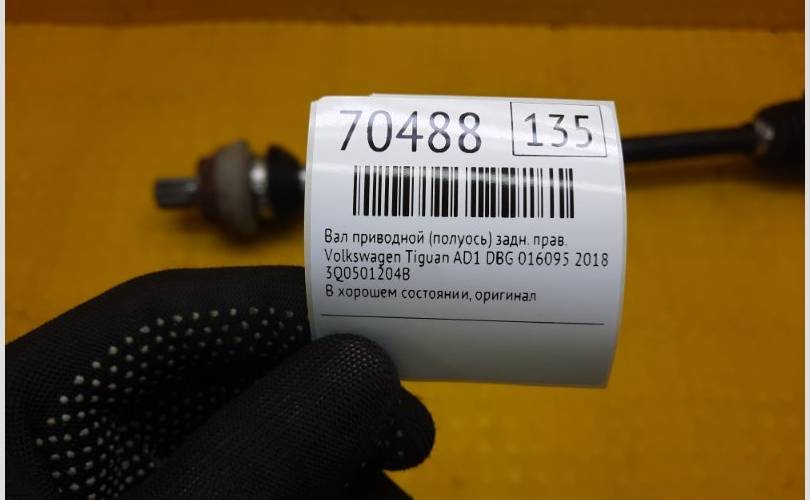 70488 135
Вал приводной (полуось) задн. прав.
Volkswagen Tiguan AD1 DBG 016095 2018
3Q0501204B
В хорошем состоянии, оригинал